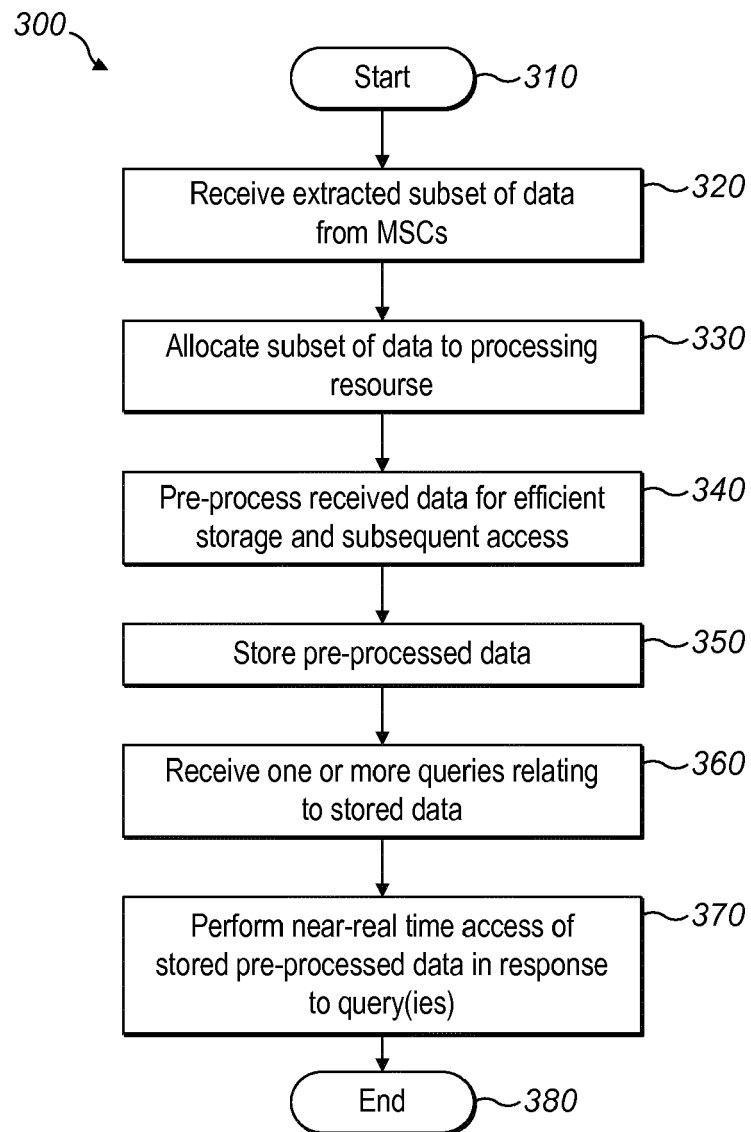 300
Start
310
Receive extracted subset of data
from MSCs
320
Allocate subset of data to processing
resourse
330
Pre-process received data for efficient
storage and subsequent access
340
Store pre-processed data
350
Receive one or more queries relating
to stored data
360
Perform near-real time access of
stored pre-processed data in response
to query(ies)
370
End
380